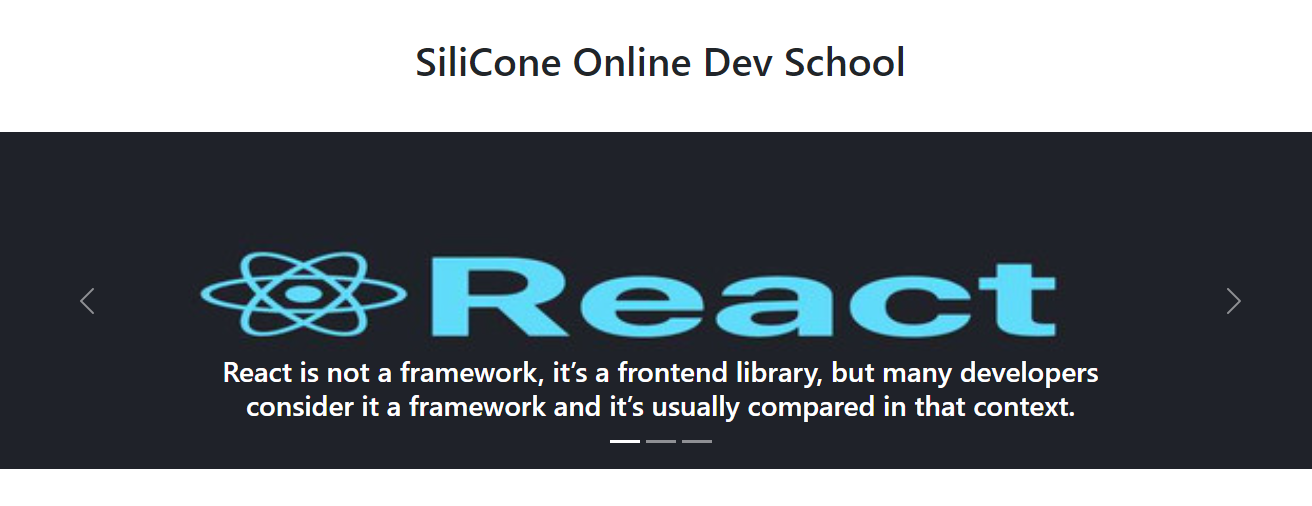 SiliCone Online Dev School
React
React is not a framework, it’s a frontend library, but many developers
consider it a framework and it’s usually compared in that context.